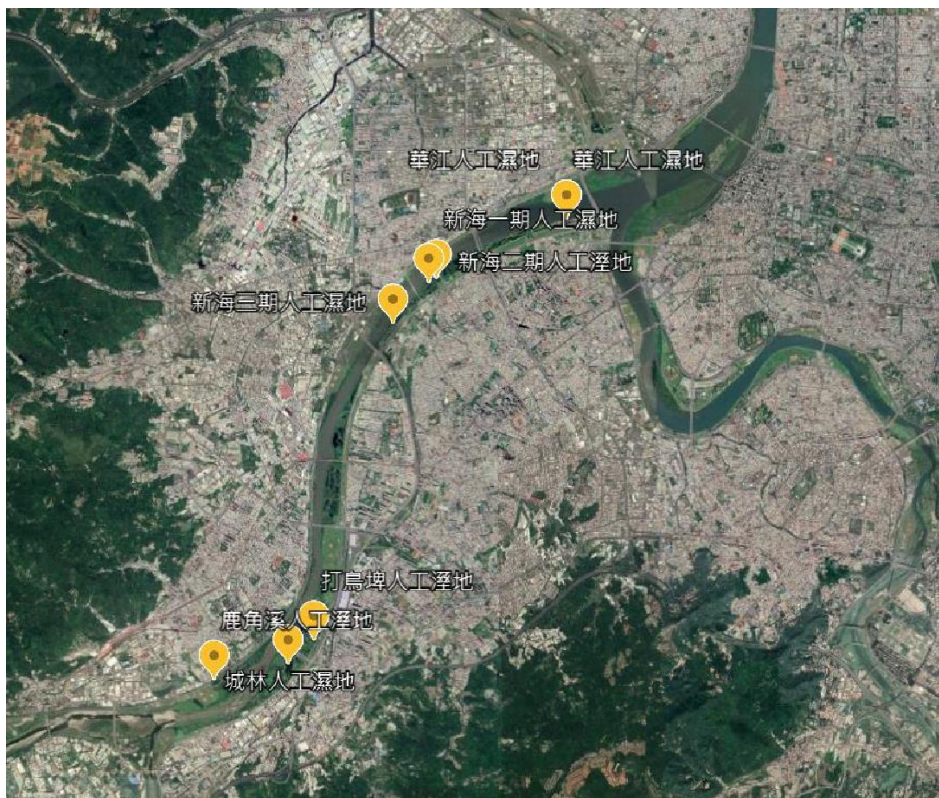 華江人工濕地
華江人工濕地
新海一期人工濕地
新海二期人工溼地
新海三期人工濕地
打鳥埤人工溼地
鹿角溪人工溼地
城林人工濕地